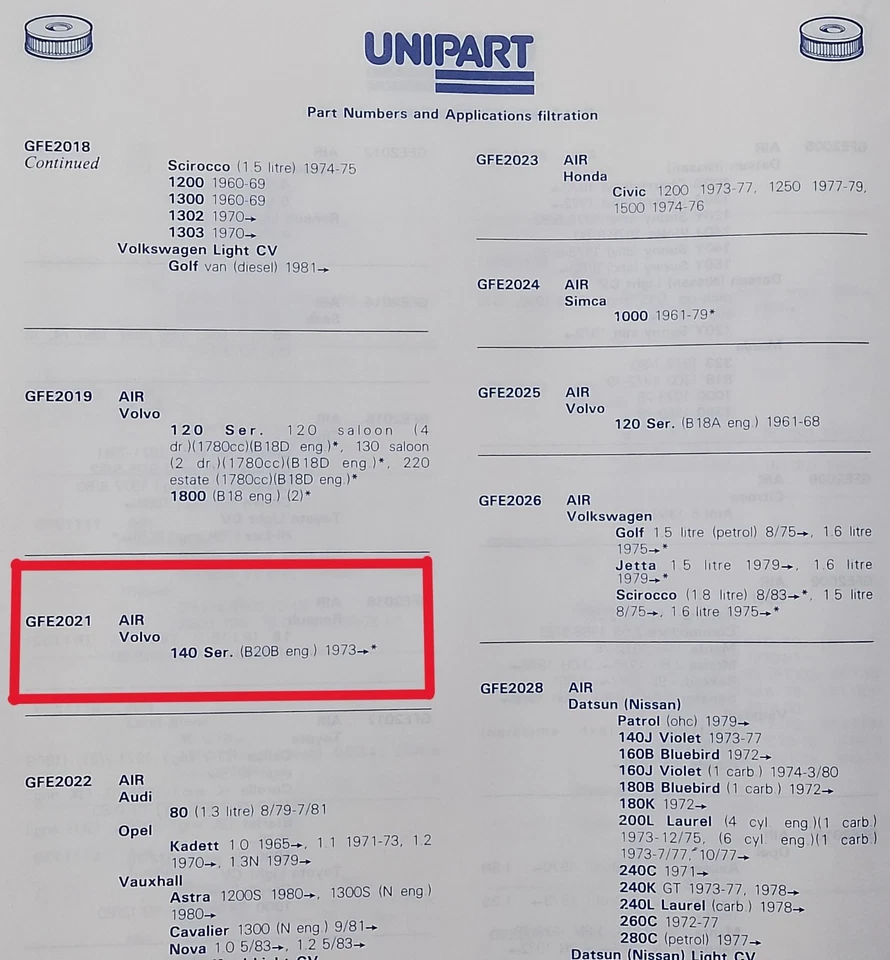 UNIPART
Part Numbers and Applications filtration
GFE2018
Continued
Scirocco (1.5 litre) 1974-75
1200 1960-69
1300 1960-69
1302 1970→
1303 1970→
Volkswagen Light CV
Golf van (diesel) 1981→
GFE2019 AIR
Volvo
120 Ser. 120 saloon (4
dr.)(1780cc)(B18D eng.)*, 130 saloon
(2 dr.)(1780cc)(B18D eng.)*, 220
estate (1780cc)(B18D eng.)*
1800 (B18 eng.) (2)*
GFE2021 AIR
Volvo
140 Ser. (B20B eng.) 1973→*
GFE2022 AIR
Audi
80 (1.3 litre) 8/79-7/81
Opel
Kadett 1.0 1965→, 1.1 1971-73, 1.2
1970→, 1.3N 1979→
Vauxhall
Astra 1200S 1980→, 1300S (N eng.)
1980→
Cavalier 1300 (N eng.) 9/81→
Nova 1.0 5/83→, 1.2 5/83→
GFE2023 AIR
Honda
Civic 1200 1973-77, 1250 1977-79,
1500 1974-76
GFE2024 AIR
Simca
1000 1961-79*
GFE2025 AIR
Volvo
120 Ser. (B18A eng.) 1961-68
GFE2026 AIR
Volkswagen
Golf 1.5 litre (petrol) 8/75→, 1.6 litre
1975→*
Jetta 1.5 litre 1979→, 1.6 litre
1979→*
Scirocco (1.8 litre) 8/83→*, 1.5 litre
8/75→, 1.6 litre 1975→*
GFE2028 AIR
Datsun (Nissan)
Patrol (ohc) 1979→
140J Violet 1973-77
160B Bluebird 1972→
160J Violet (1 carb.) 1974-3/80
180B Bluebird (1 carb.) 1972→
180K 1972→
200L Laurel (4 cyl. eng.)(1 carb.)
1973-12/75, (6 cyl. eng.)(1 carb.)
1973-7/77, 10/77→
240C 1971→
240K GT 1973-77, 1978→
240L Laurel (carb.) 1978→
260C 1972-77
280C (petrol) 1977→
Datsun (Nissan) Light CV